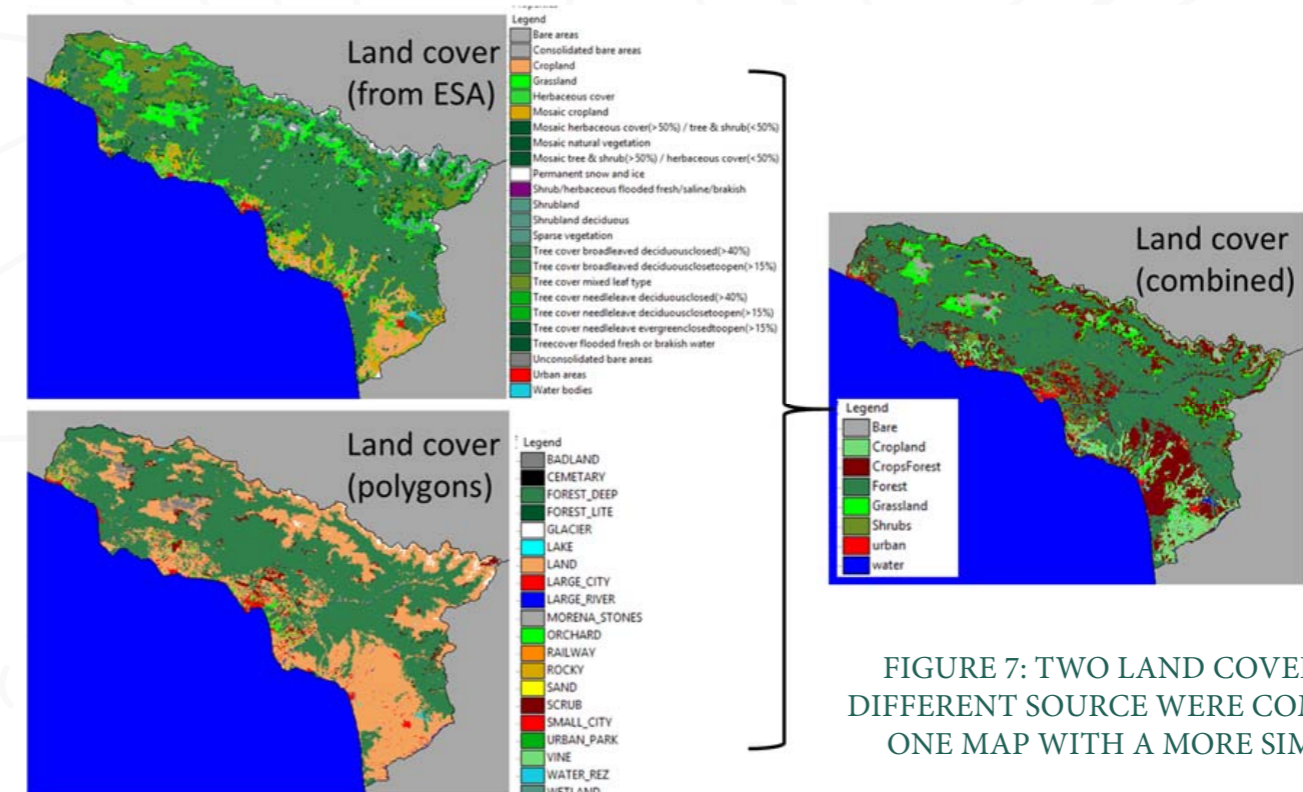 Land cover
(from ESA)
Legend
Bare areas
Consolidated bare areas
Cropland
Grassland
Herbaceous cover
Mosaic cropland
Mosaic herbaceous cover(>50%) / tree & shrub(<50%)
Mosaic natural vegetation
Mosaic tree & shrub(>50%) / herbaceous cover(<50%)
Permanent snow and ice
Shrub/herbaceous flooded fresh/saline/brakish
Shrubland
Shrubland deciduous
Sparse vegetation
Tree cover broadleaved deciduousclosed(>40%)
Tree cover broadleaved deciduousclosetoopen(>15%)
Tree cover mixed leaf type
Tree cover needleleave deciduousclosed(>40%)
Tree cover needleleave deciduousclosetoopen(>15%)
Tree cover needleleave evergreenclosedtoopen(>15%)
Treecover flooded fresh or brakish water
Unconsolidated bare areas
Urban areas
Water bodies
Land cover
(polygons)
Legend
BADLAND
CEMETARY
FOREST_DEEP
FOREST_LITE
GLACIER
LAKE
LAND
LARGE_CITY
LARGE_RIVER
MORENA_STONES
ORCHARD
RAILWAY
ROCKY
SAND
SCRUB
SMALL_CITY
URBAN_PARK
VINE
WATER_REZ
WETLAND
Land cover
(combined)
Legend
Bare
Cropland
CropsForest
Forest
Grassland
Shrubs
urban
water
FIGURE 7: TWO LAND COVER
DIFFERENT SOURCE WERE CO
ONE MAP WITH A MORE SI